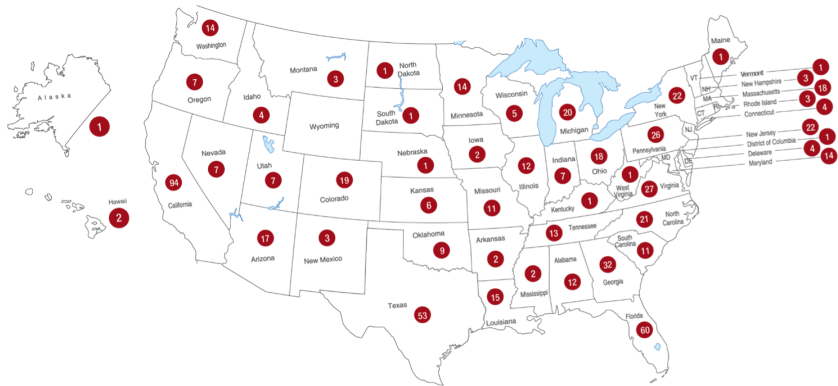 14
Washington
7
Oregon
Idaho
4
Montana
3
Wyoming
1
North
Dakota
South
Dakota
1
14
Minnesota
Wisconsin
5
20
Michigan
Maine
1
Vermont
1
New Hampshire
3
Massachusetts
18
Rhode Island
3
Connecticut
4
VT
NH
MA
RI
CT
22
New
York
26
Pennsylvania
NJ
New Jersey
22
District of Columbia
1
Delaware
4
Maryland
14
MD
DE
Alaska
1
Hawaii
2
94
California
Nevada
7
Utah
7
19
Colorado
Nebraska
1
Kansas
6
Iowa
2
Missouri
11
12
Illinois
Indiana
7
18
Ohio
1
West
Virginia
27
Virginia
Kentucky
1
13
Tennessee
21
North
Carolina
South
Carolina
11
17
Arizona
3
New Mexico
Oklahoma
9
Arkansas
2
Texas
53
15
Louisiana
2
Mississippi
Alabama
12
32
Georgia
Florida
60